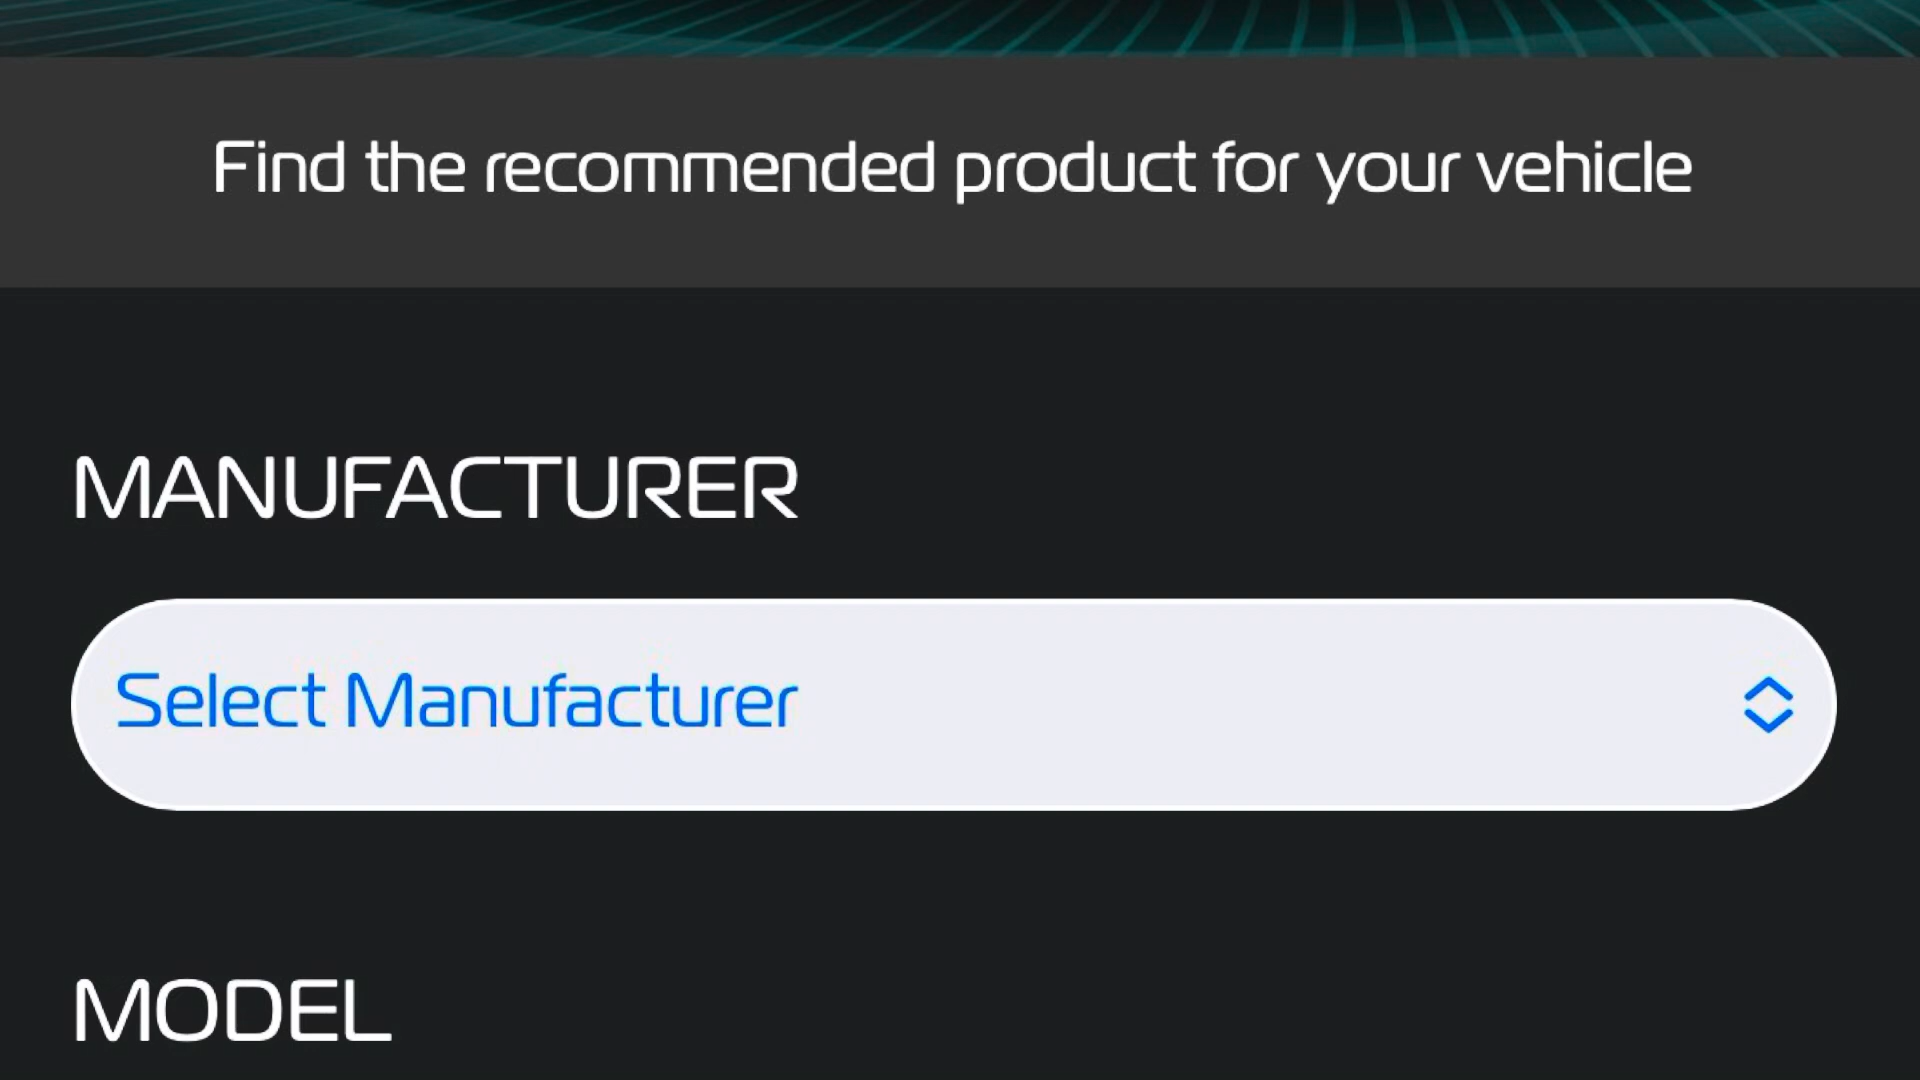 Find the recommended product for your vehicle
MANUFACTURER
Select Manufacturer
MODEL